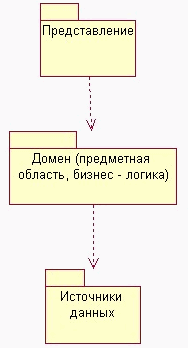 Представление
Домен (предметная
область, бизнес - логика)
Источники
данных